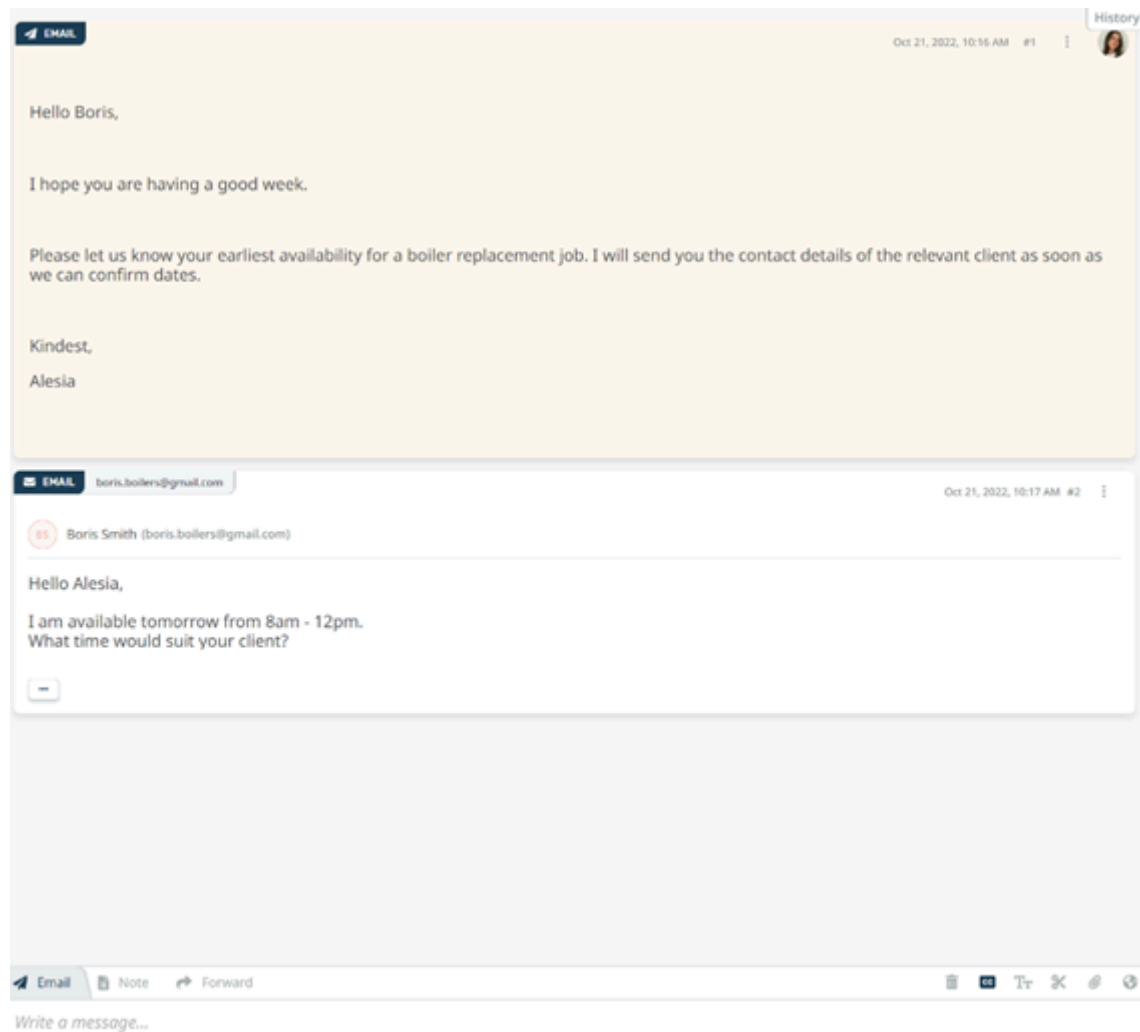 History
EMAIL
Oct 21, 2022, 10:16 AM #1
Hello Boris,
I hope you are having a good week.
Please let us know your earliest availability for a boiler replacement job. I will send you the contact details of the relevant client as soon as
we can confirm dates.
Kindest,
Alesia
EMAIL boris.boilers@gmail.com
Oct 21, 2022, 10:17 AM #2
BS Boris Smith (boris.boilers@gmail.com)
Hello Alesia,
I am available tomorrow from 8am - 12pm.
What time would suit your client?
Email Note Forward CC TT
Write a message...